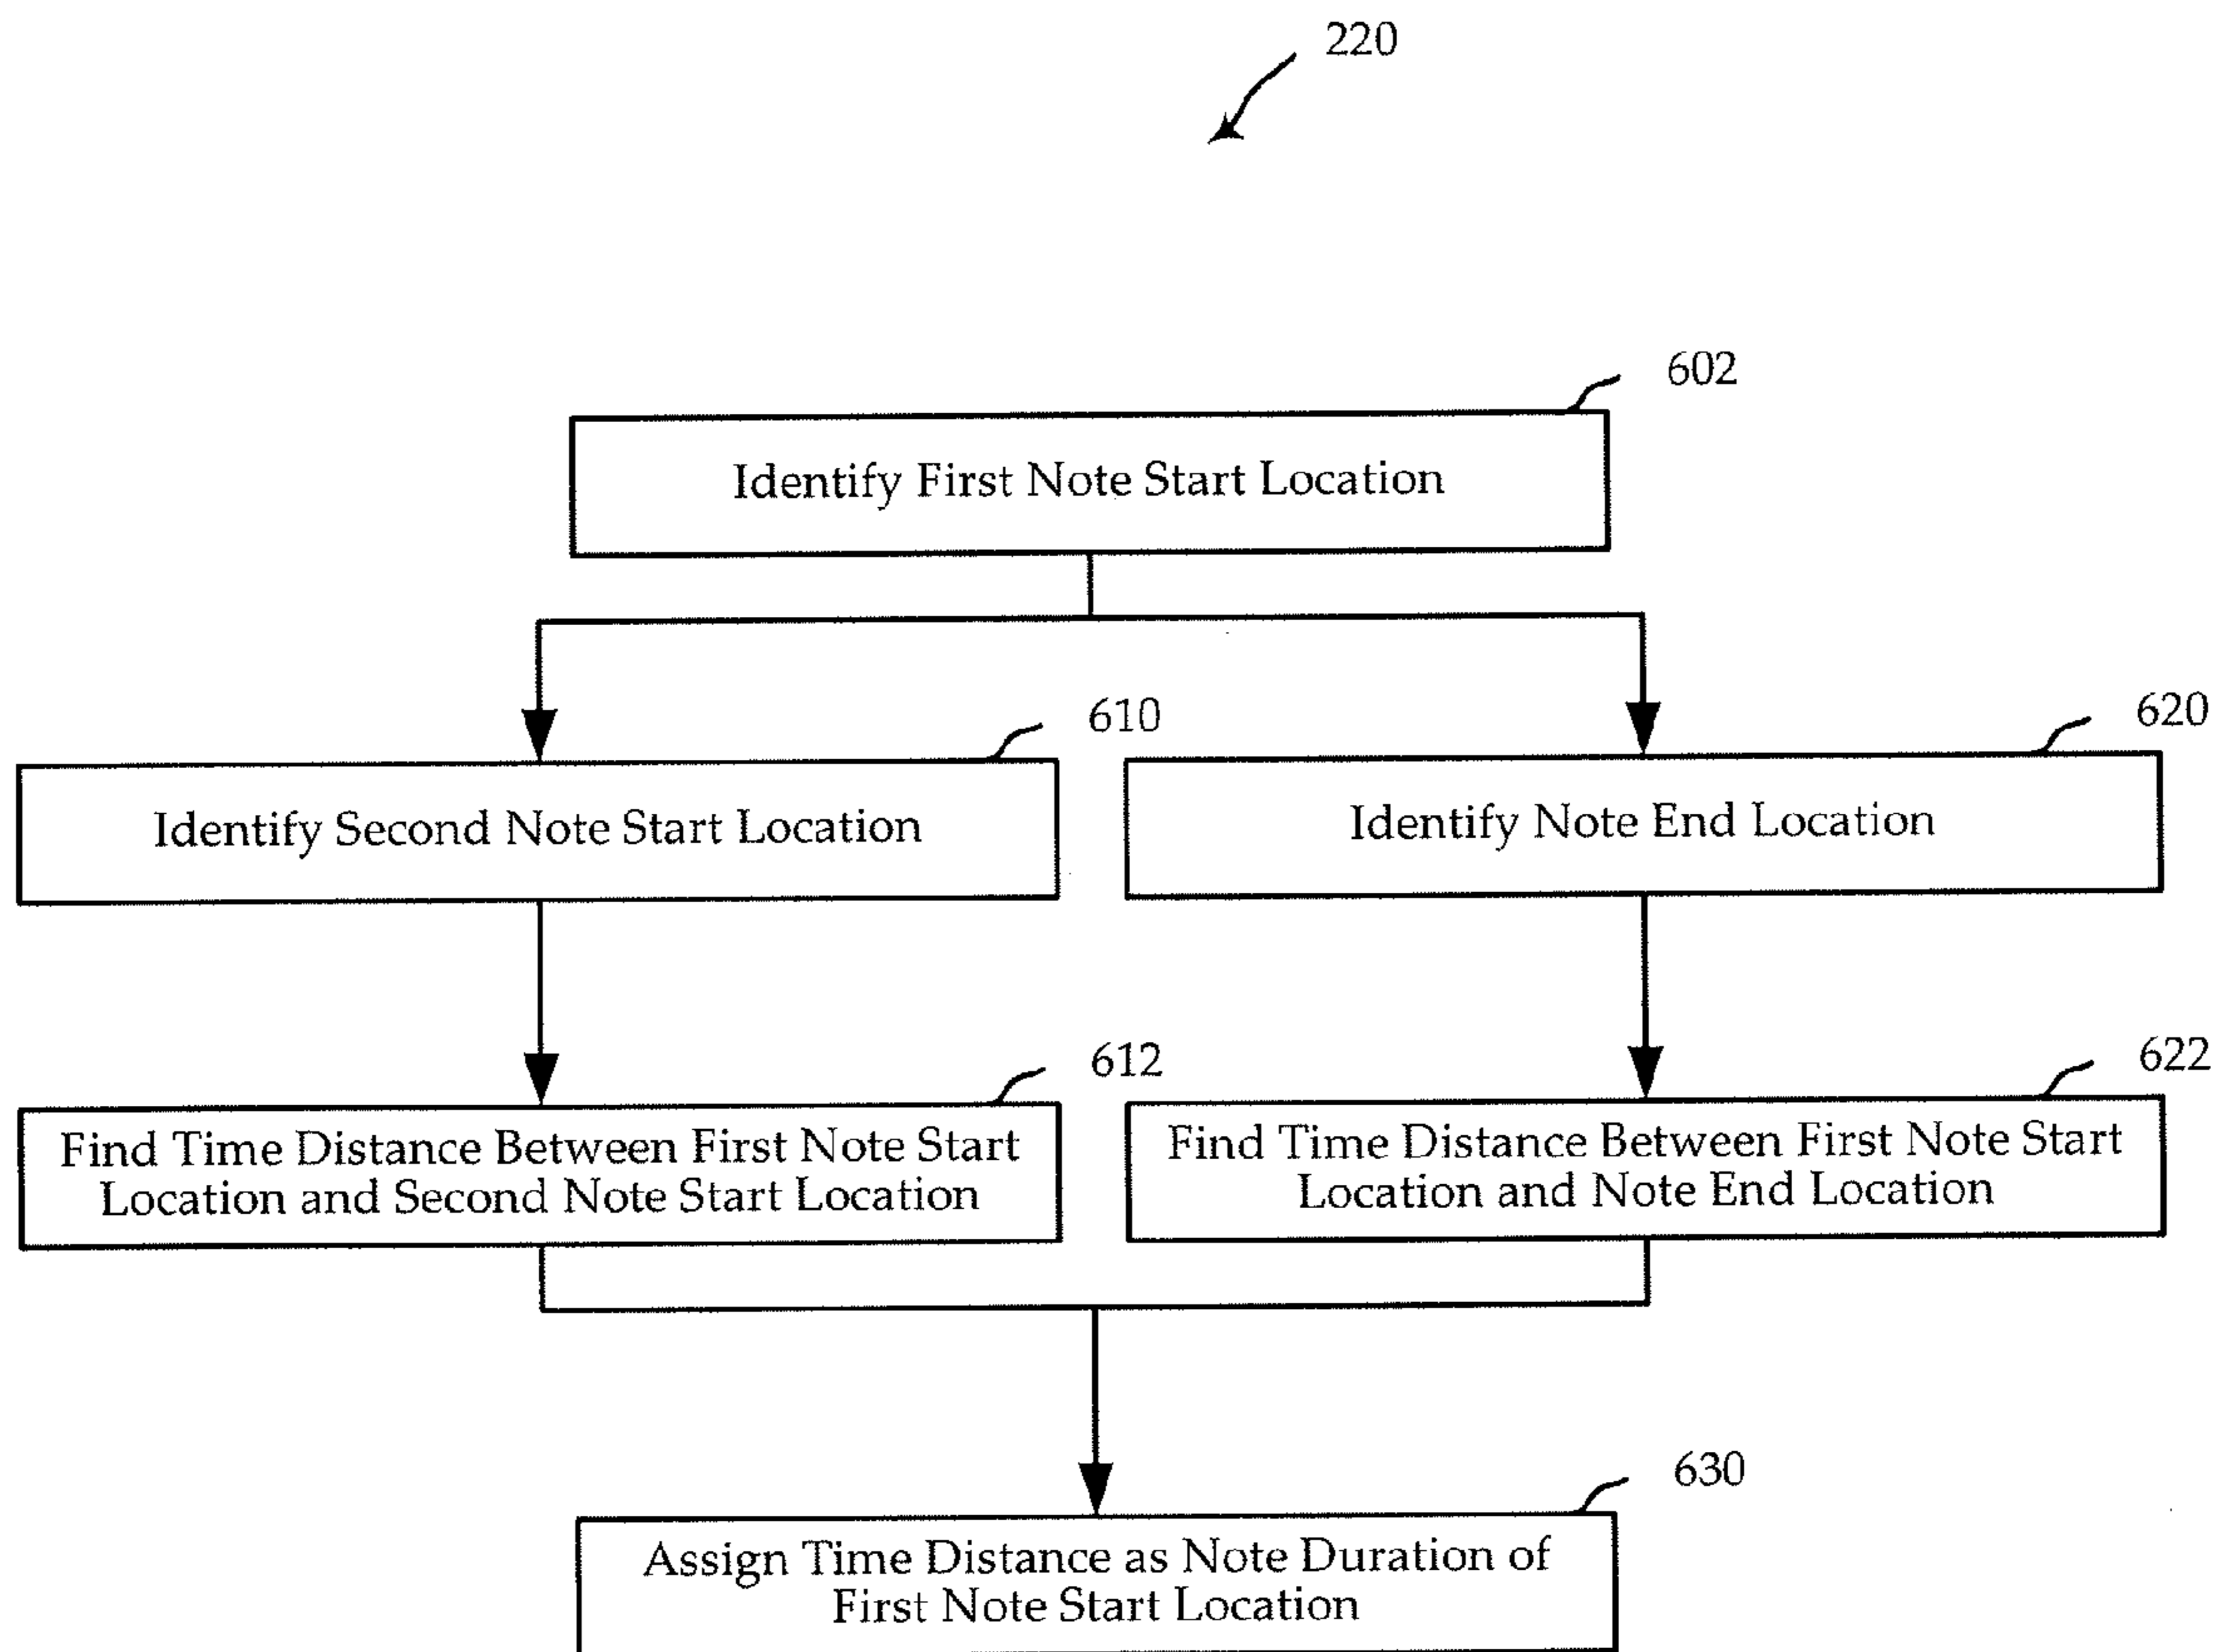 220
602
Identify First Note Start Location
610
620
Identify Second Note Start Location
Identify Note End Location
612
622
Find Time Distance Between First Note Start
Location and Second Note Start Location
Find Time Distance Between First Note Start
Location and Note End Location
630
Assign Time Distance as Note Duration of
First Note Start Location